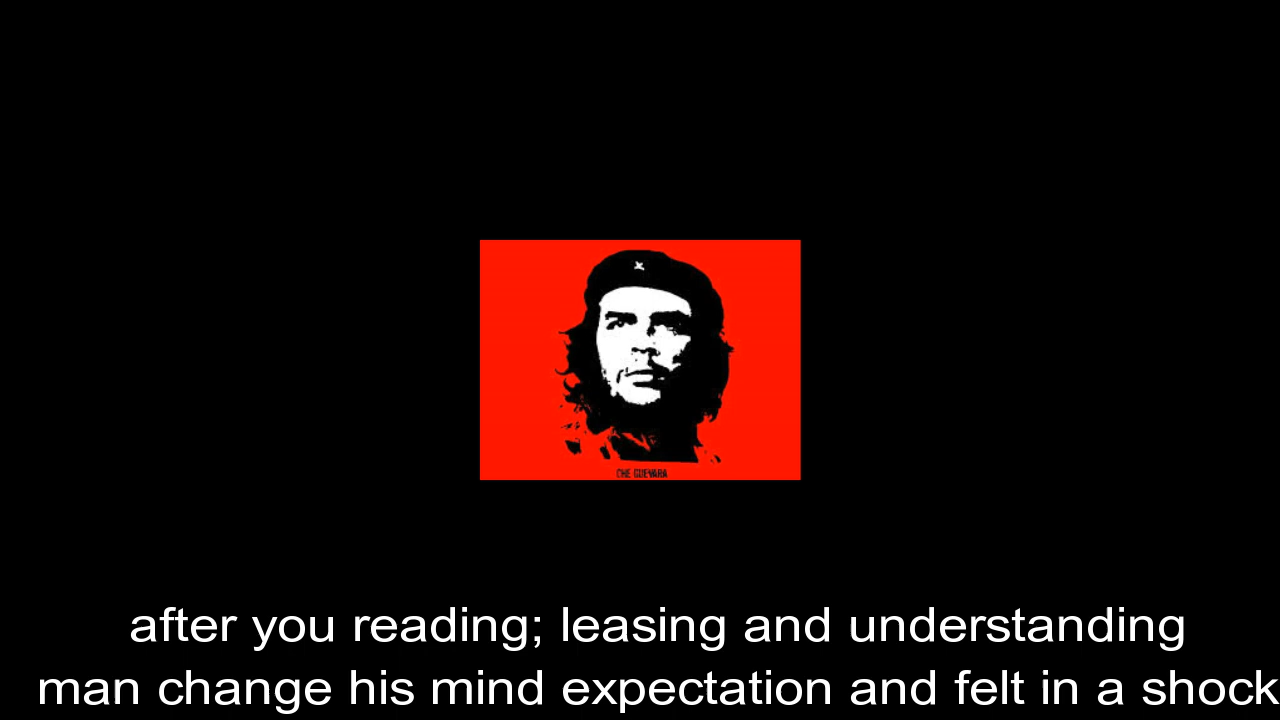 CHE GUEVARA
after you reading; leasing and understanding
man change his mind expectation and felt in a shock